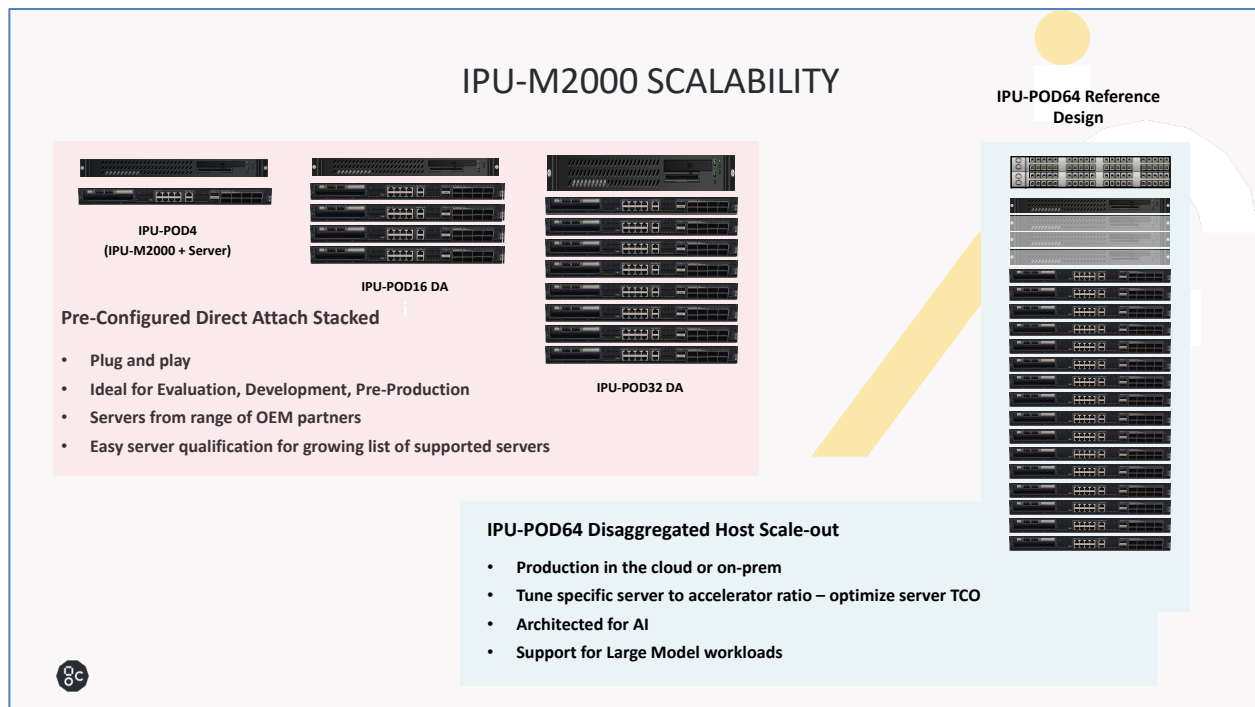 IPU-M2000 SCALABILITY
IPU-POD64 Reference
Design
IPU-POD4
(IPU-M2000 + Server)
IPU-POD16 DA
IPU-POD32 DA
Pre-Configured Direct Attach Stacked
• Plug and play
• Ideal for Evaluation, Development, Pre-Production
• Servers from range of OEM partners
• Easy server qualification for growing list of supported servers
IPU-POD64 Disaggregated Host Scale-out
• Production in the cloud or on-prem
• Tune specific server to accelerator ratio – optimize server TCO
• Architected for AI
• Support for Large Model workloads